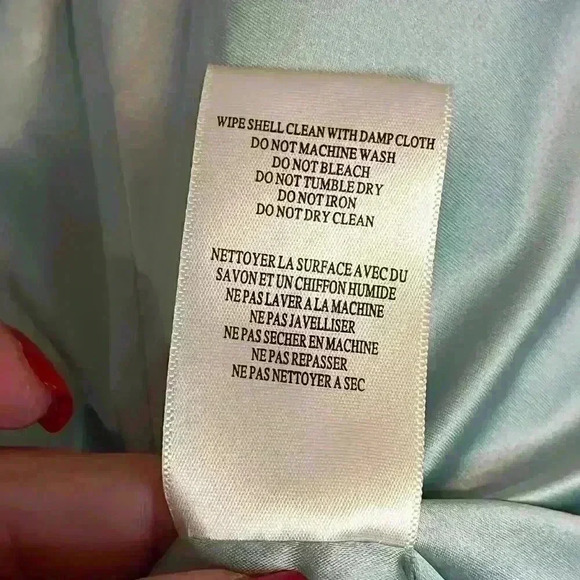 WIPE SHELL CLEAN WITH DAMP CLOTH
DO NOT MACHINE WASH
DO NOT BLEACH
DO NOT TUMBLE DRY
DO NOT IRON
DO NOT DRY CLEAN
NETTOYER LA SURFACE AVEC DU
SAVON ET UN CHIFFON HUMIDE
NE PAS LAVER A LA MACHINE
NE PAS JAVELLISER
NE PAS SECHER EN MACHINE
NE PAS REPASSER
NE PAS NETTOYER A SEC